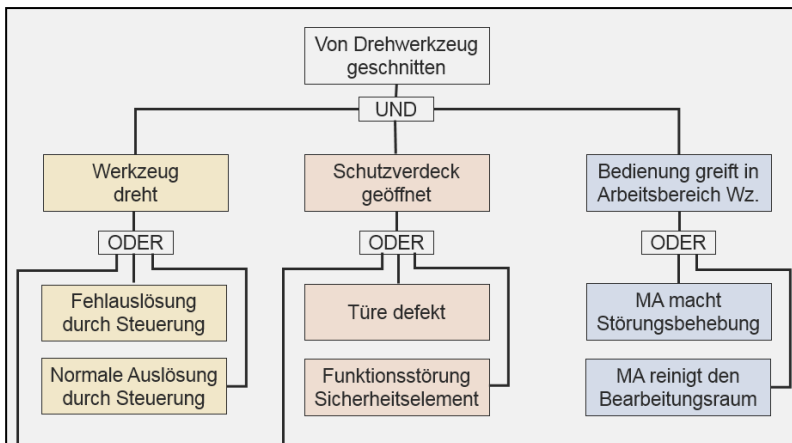 Von Drehwerkzeug
geschnitten
UND
Werkzeug
dreht
Schutzverdeck
geöffnet
Bedienung greift in
Arbeitsbereich Wz.
ODER
ODER
ODER
Fehlauslösung
durch Steuerung
Türe defekt
MA macht
Störungsbehebung
Normale Auslösung
durch Steuerung
Funktionsstörung
Sicherheitselement
MA reinigt den
Bearbeitungsraum